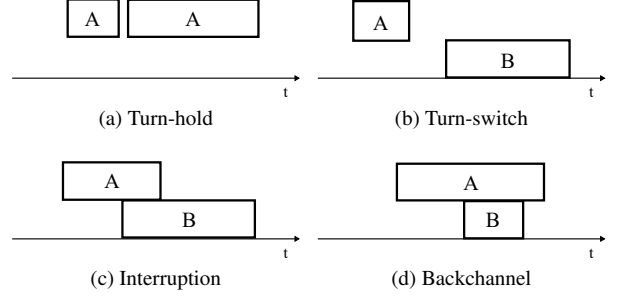 A A
t
(a) Turn-hold
A
B
t
(b) Turn-switch
A
B
t
(c) Interruption
A
B
t
(d) Backchannel